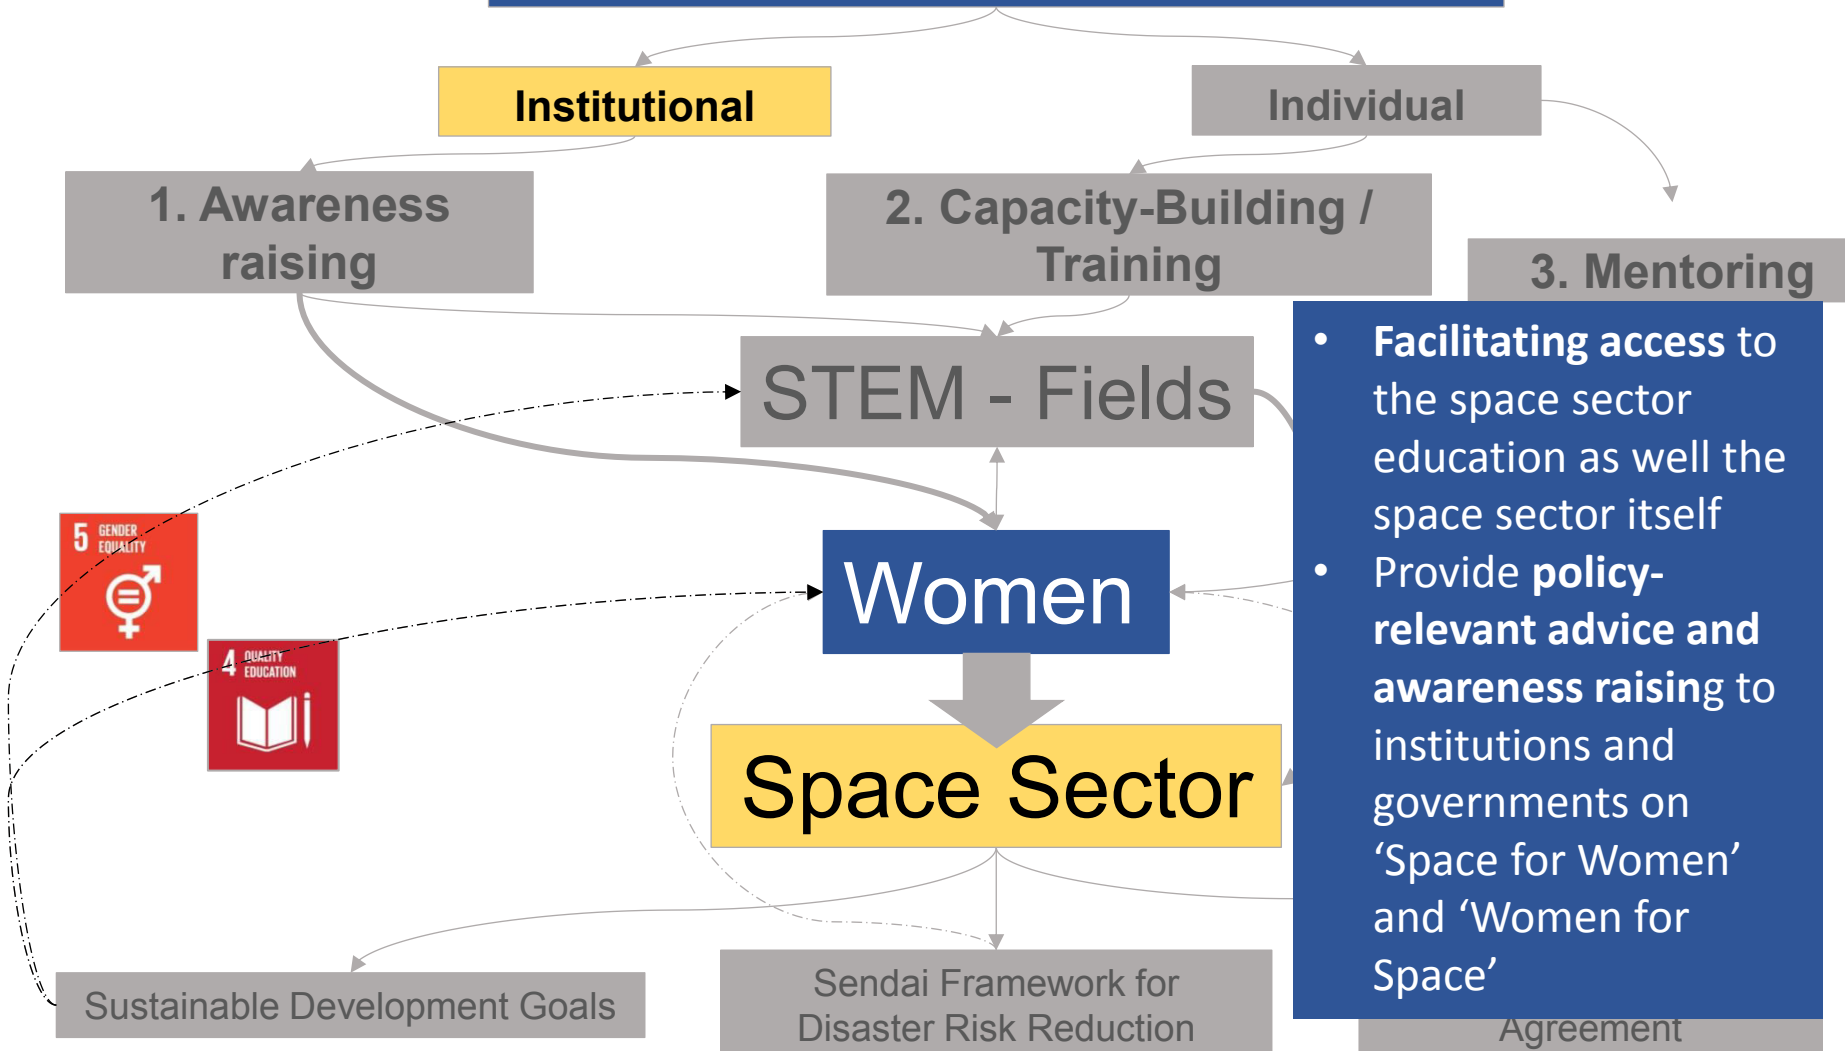 Institutional
Individual
1. Awareness
raising
2. Capacity-Building /
Training
3. Mentoring
STEM - Fields
• Facilitating access to
the space sector
education as well the
space sector itself
• Provide policy-
relevant advice and
awareness raising to
institutions and
governments on
‘Space for Women’
and ‘Women for
Space’
5 GENDER
EQUALITY
Women
4 QUALITY
EDUCATION
Space Sector
Sustainable Development Goals
Sendai Framework for
Disaster Risk Reduction
Agreement